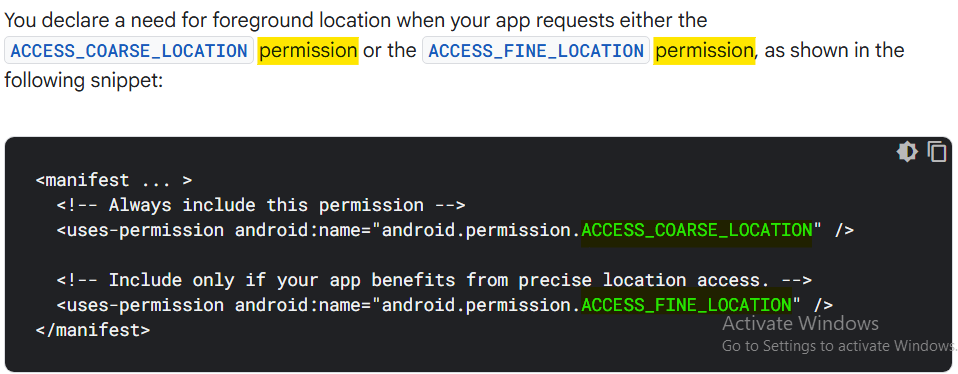 You declare a need for foreground location when your app requests either the
ACCESS_COARSE_LOCATION permission or the ACCESS_FINE_LOCATION permission, as shown in the
following snippet:
<manifest ... >
<!-- Always include this permission -->
<uses-permission android:name="android.permission.ACCESS_COARSE_LOCATION" />
<!-- Include only if your app benefits from precise location access. -->
<uses-permission android:name="android.permission.ACCESS_FINE_LOCATION" />
</manifest>
Activate Windows
Go to Settings to activate Windows.